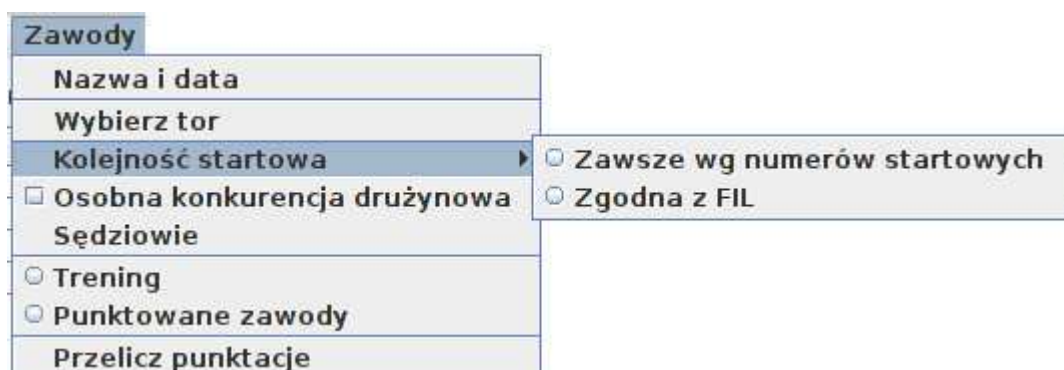 Zawody
Nazwa i data
Wybierz tor
Kolejność startowa
Zawsze wg numerów startowych
Zgodna z FIL
Osobna konkurencja drużynowa
Sędziowie
Trening
Punktowane zawody
Przelicz punktacje